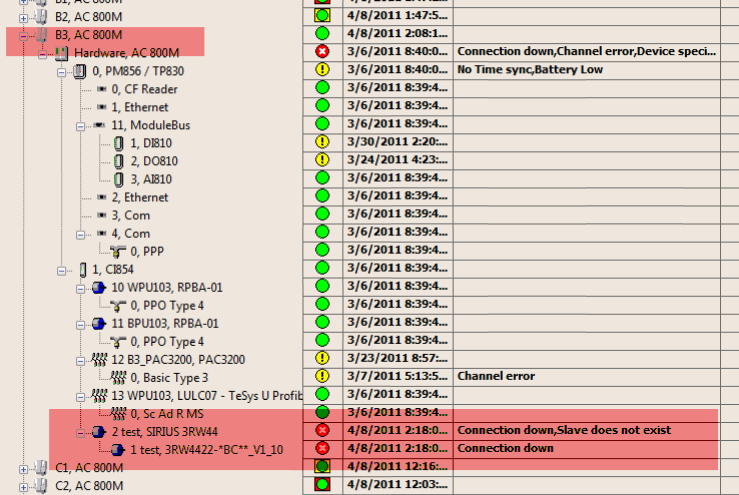 B1, AC 800M
B2, AC 800M 4/8/2011 1:47:5...
B3, AC 800M 4/8/2011 2:08:1...
Hardware, AC 800M 3/6/2011 8:40:0... Connection down,Channel error,Device speci...
0, PM856 / TP830 3/6/2011 8:40:0... No Time sync,Battery Low
0, CF Reader 3/6/2011 8:39:4...
1, Ethernet 3/6/2011 8:39:4...
11, ModuleBus 3/6/2011 8:39:4...
1, DI810 3/30/2011 2:20:...
2, DO810 3/24/2011 4:23:...
3, AI810 3/6/2011 8:39:4...
2, Ethernet 3/6/2011 8:39:4...
3, Com 3/6/2011 8:39:4...
4, Com 3/6/2011 8:39:4...
0, PPP 3/6/2011 8:39:4...
1, CI854 3/6/2011 8:39:4...
10 WPU103, RPBA-01 3/6/2011 8:39:4...
0, PPO Type 4 3/6/2011 8:39:4...
11 BPU103, RPBA-01 3/6/2011 8:39:4...
0, PPO Type 4 3/6/2011 8:39:4...
12 B3_PAC3200, PAC3200 3/23/2011 8:57:...
0, Basic Type 3 3/7/2011 5:13:5... Channel error
13 WPU103, LULC07 - TeSys U Profib 3/6/2011 8:39:4...
0, Sc Ad R MS 3/6/2011 8:39:4...
2 test, SIRIUS 3RW44 4/8/2011 2:18:0... Connection down,Slave does not exist
1 test, 3RW4422-*BC**_V1_10 4/8/2011 2:18:0... Connection down
C1, AC 800M 4/8/2011 12:16:...
C2, AC 800M 4/8/2011 12:03:...